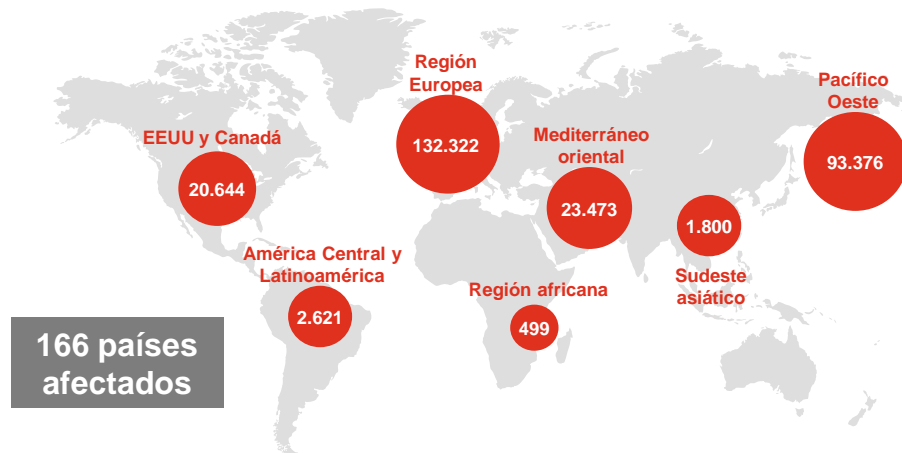 Región
Europea
132.322
Pacífico
Oeste
93.376
EEUU y Canadá
20.644
Mediterráneo
oriental
23.473
1.800
Sudeste
asiático
América Central y
Latinoamérica
2.621
Región africana
499
166 países
afectados